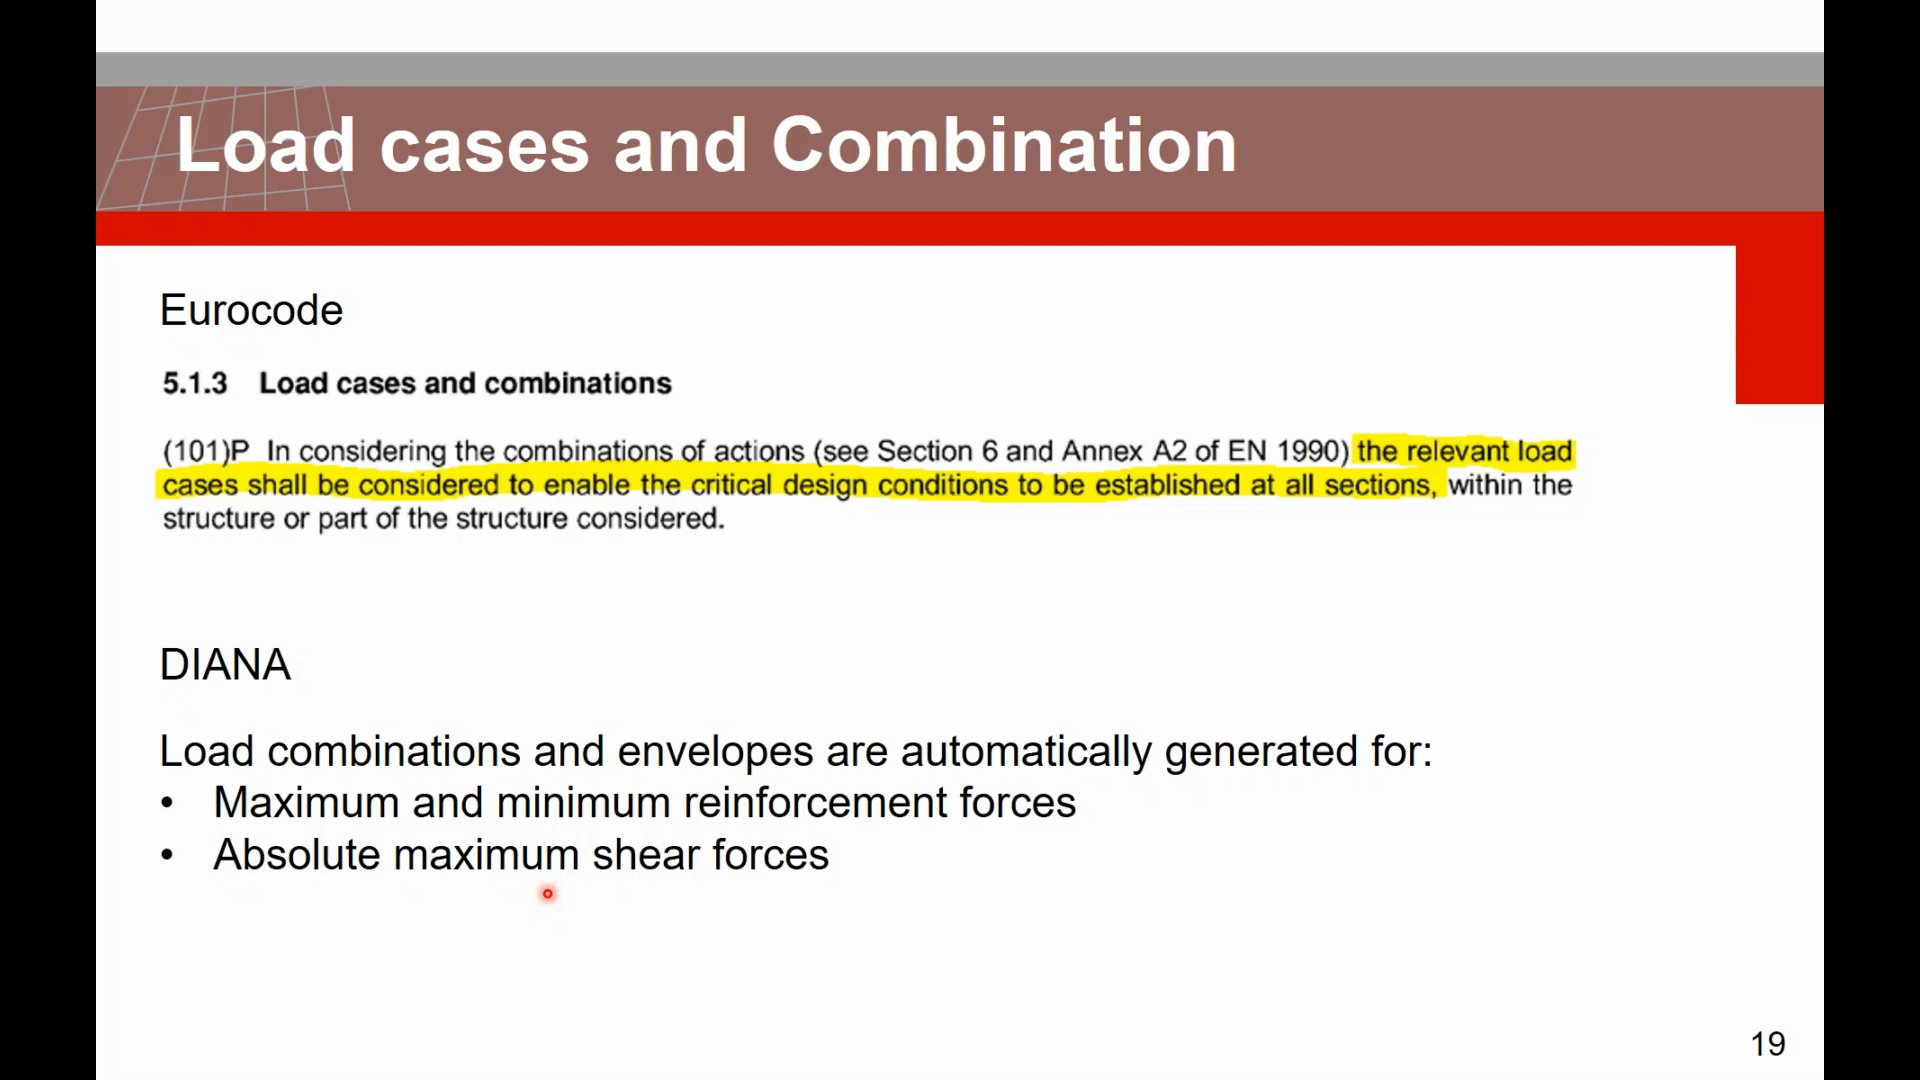 Load cases and Combination
Eurocode
5.1.3 Load cases and combinations
(101)P In considering the combinations of actions (see Section 6 and Annex A2 of EN 1990) the relevant load
cases shall be considered to enable the critical design conditions to be established at all sections, within the
structure or part of the structure considered.
DIANA
Load combinations and envelopes are automatically generated for:
• Maximum and minimum reinforcement forces
• Absolute maximum shear forces
19